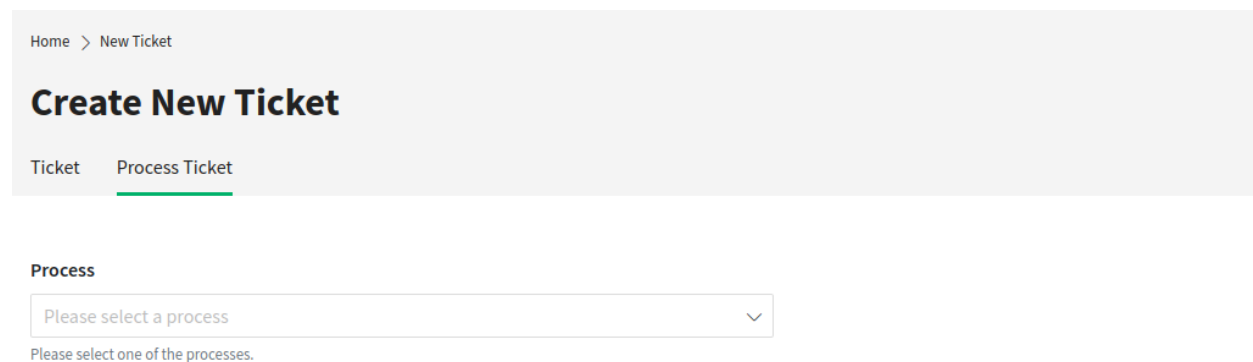 Home > New Ticket
Create New Ticket
Ticket Process Ticket
Process
Please select a process
Please select one of the processes.